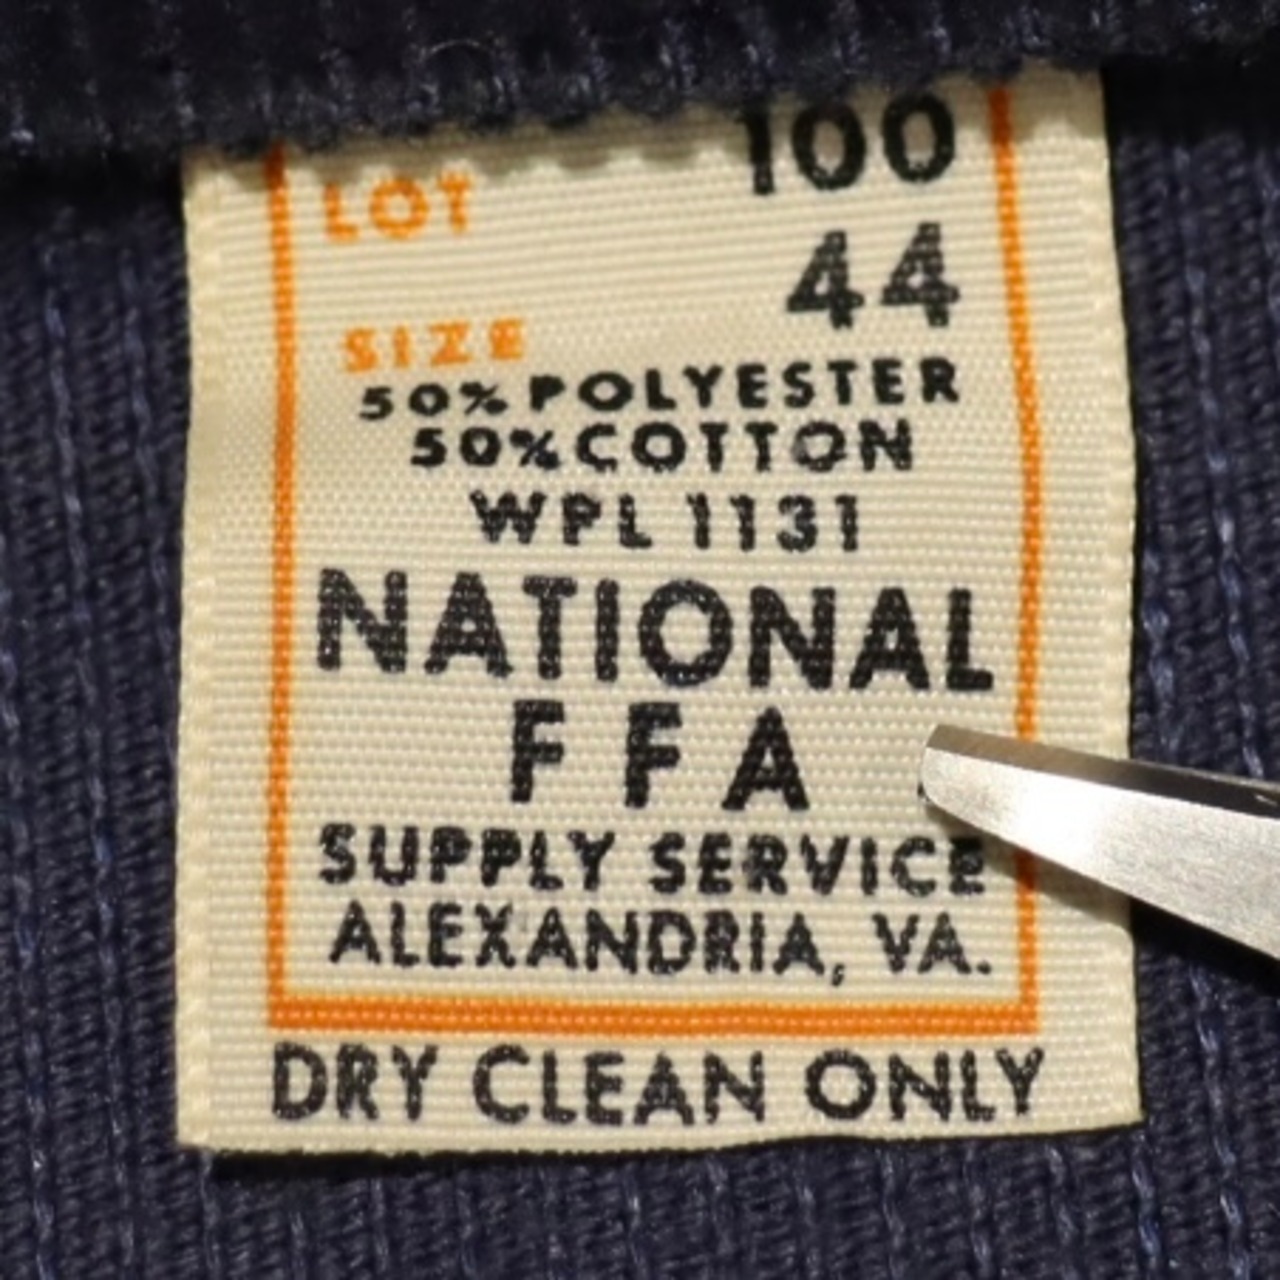 100
LOT
44
SIZE
50% POLYESTER
50% COTTON
WPL 1131
NATIONAL
FFA
SUPPLY SERVICE
ALEXANDRIA, VA.
DRY CLEAN ONLY